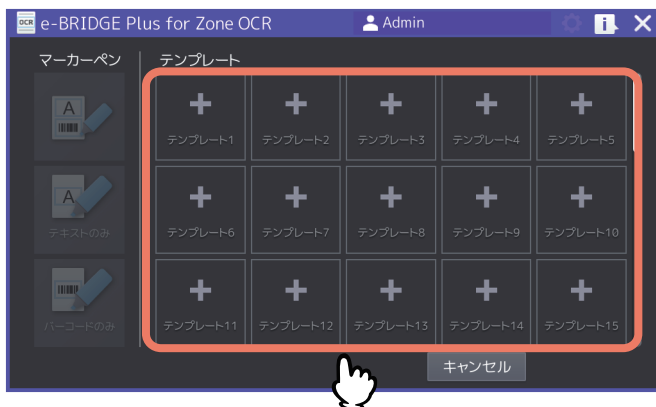 OCR e-BRIDGE Plus for Zone OCR Admin i
マーカーペン テンプレート
A
テンプレート1 テンプレート2 テンプレート3 テンプレート4 テンプレート5
A
テキストのみ テンプレート6 テンプレート7 テンプレート8 テンプレート9 テンプレート10
バーコードのみ テンプレート11 テンプレート12 テンプレート13 テンプレート14 テンプレート15
キャンセル